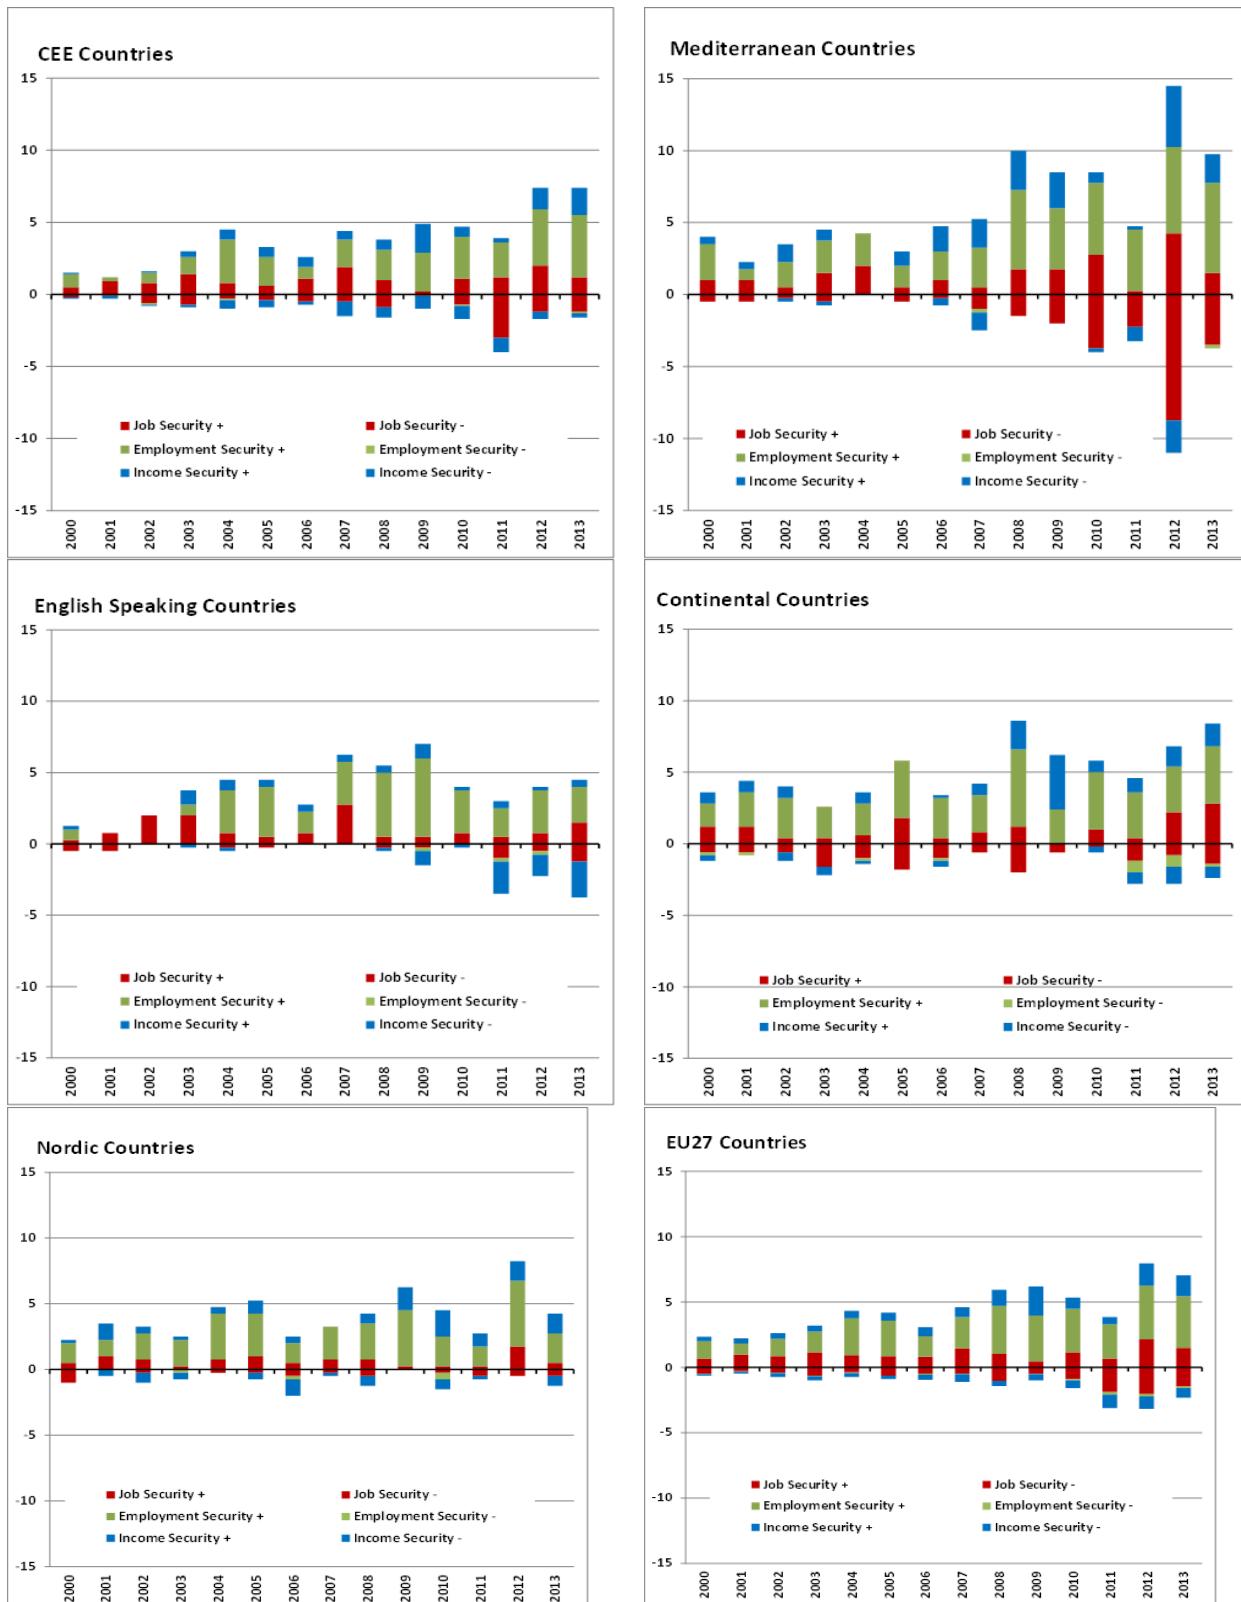 CEE Countries
15
10
5
0
-5
-10
-15
Job Security + Job Security -
Employment Security + Employment Security -
Income Security + Income Security -
2000 2001 2002 2003 2004 2005 2006 2007 2008 2009 2010 2011 2012 2013
Mediterranean Countries
15
10
5
0
-5
-10
-15
Job Security + Job Security -
Employment Security + Employment Security -
Income Security + Income Security -
2000 2001 2002 2003 2004 2005 2006 2007 2008 2009 2010 2011 2012 2013
English Speaking Countries
15
10
5
0
-5
-10
-15
Job Security + Job Security -
Employment Security + Employment Security -
Income Security + Income Security -
2000 2001 2002 2003 2004 2005 2006 2007 2008 2009 2010 2011 2012 2013
Continental Countries
15
10
5
0
-5
-10
-15
Job Security + Job Security -
Employment Security + Employment Security -
Income Security + Income Security -
2000 2001 2002 2003 2004 2005 2006 2007 2008 2009 2010 2011 2012 2013
Nordic Countries
15
10
5
0
-5
-10
-15
Job Security + Job Security -
Employment Security + Employment Security -
Income Security + Income Security -
2000 2001 2002 2003 2004 2005 2006 2007 2008 2009 2010 2011 2012 2013
EU27 Countries
15
10
5
0
-5
-10
-15
Job Security + Job Security -
Employment Security + Employment Security -
Income Security + Income Security -
2000 2001 2002 2003 2004 2005 2006 2007 2008 2009 2010 2011 2012 2013